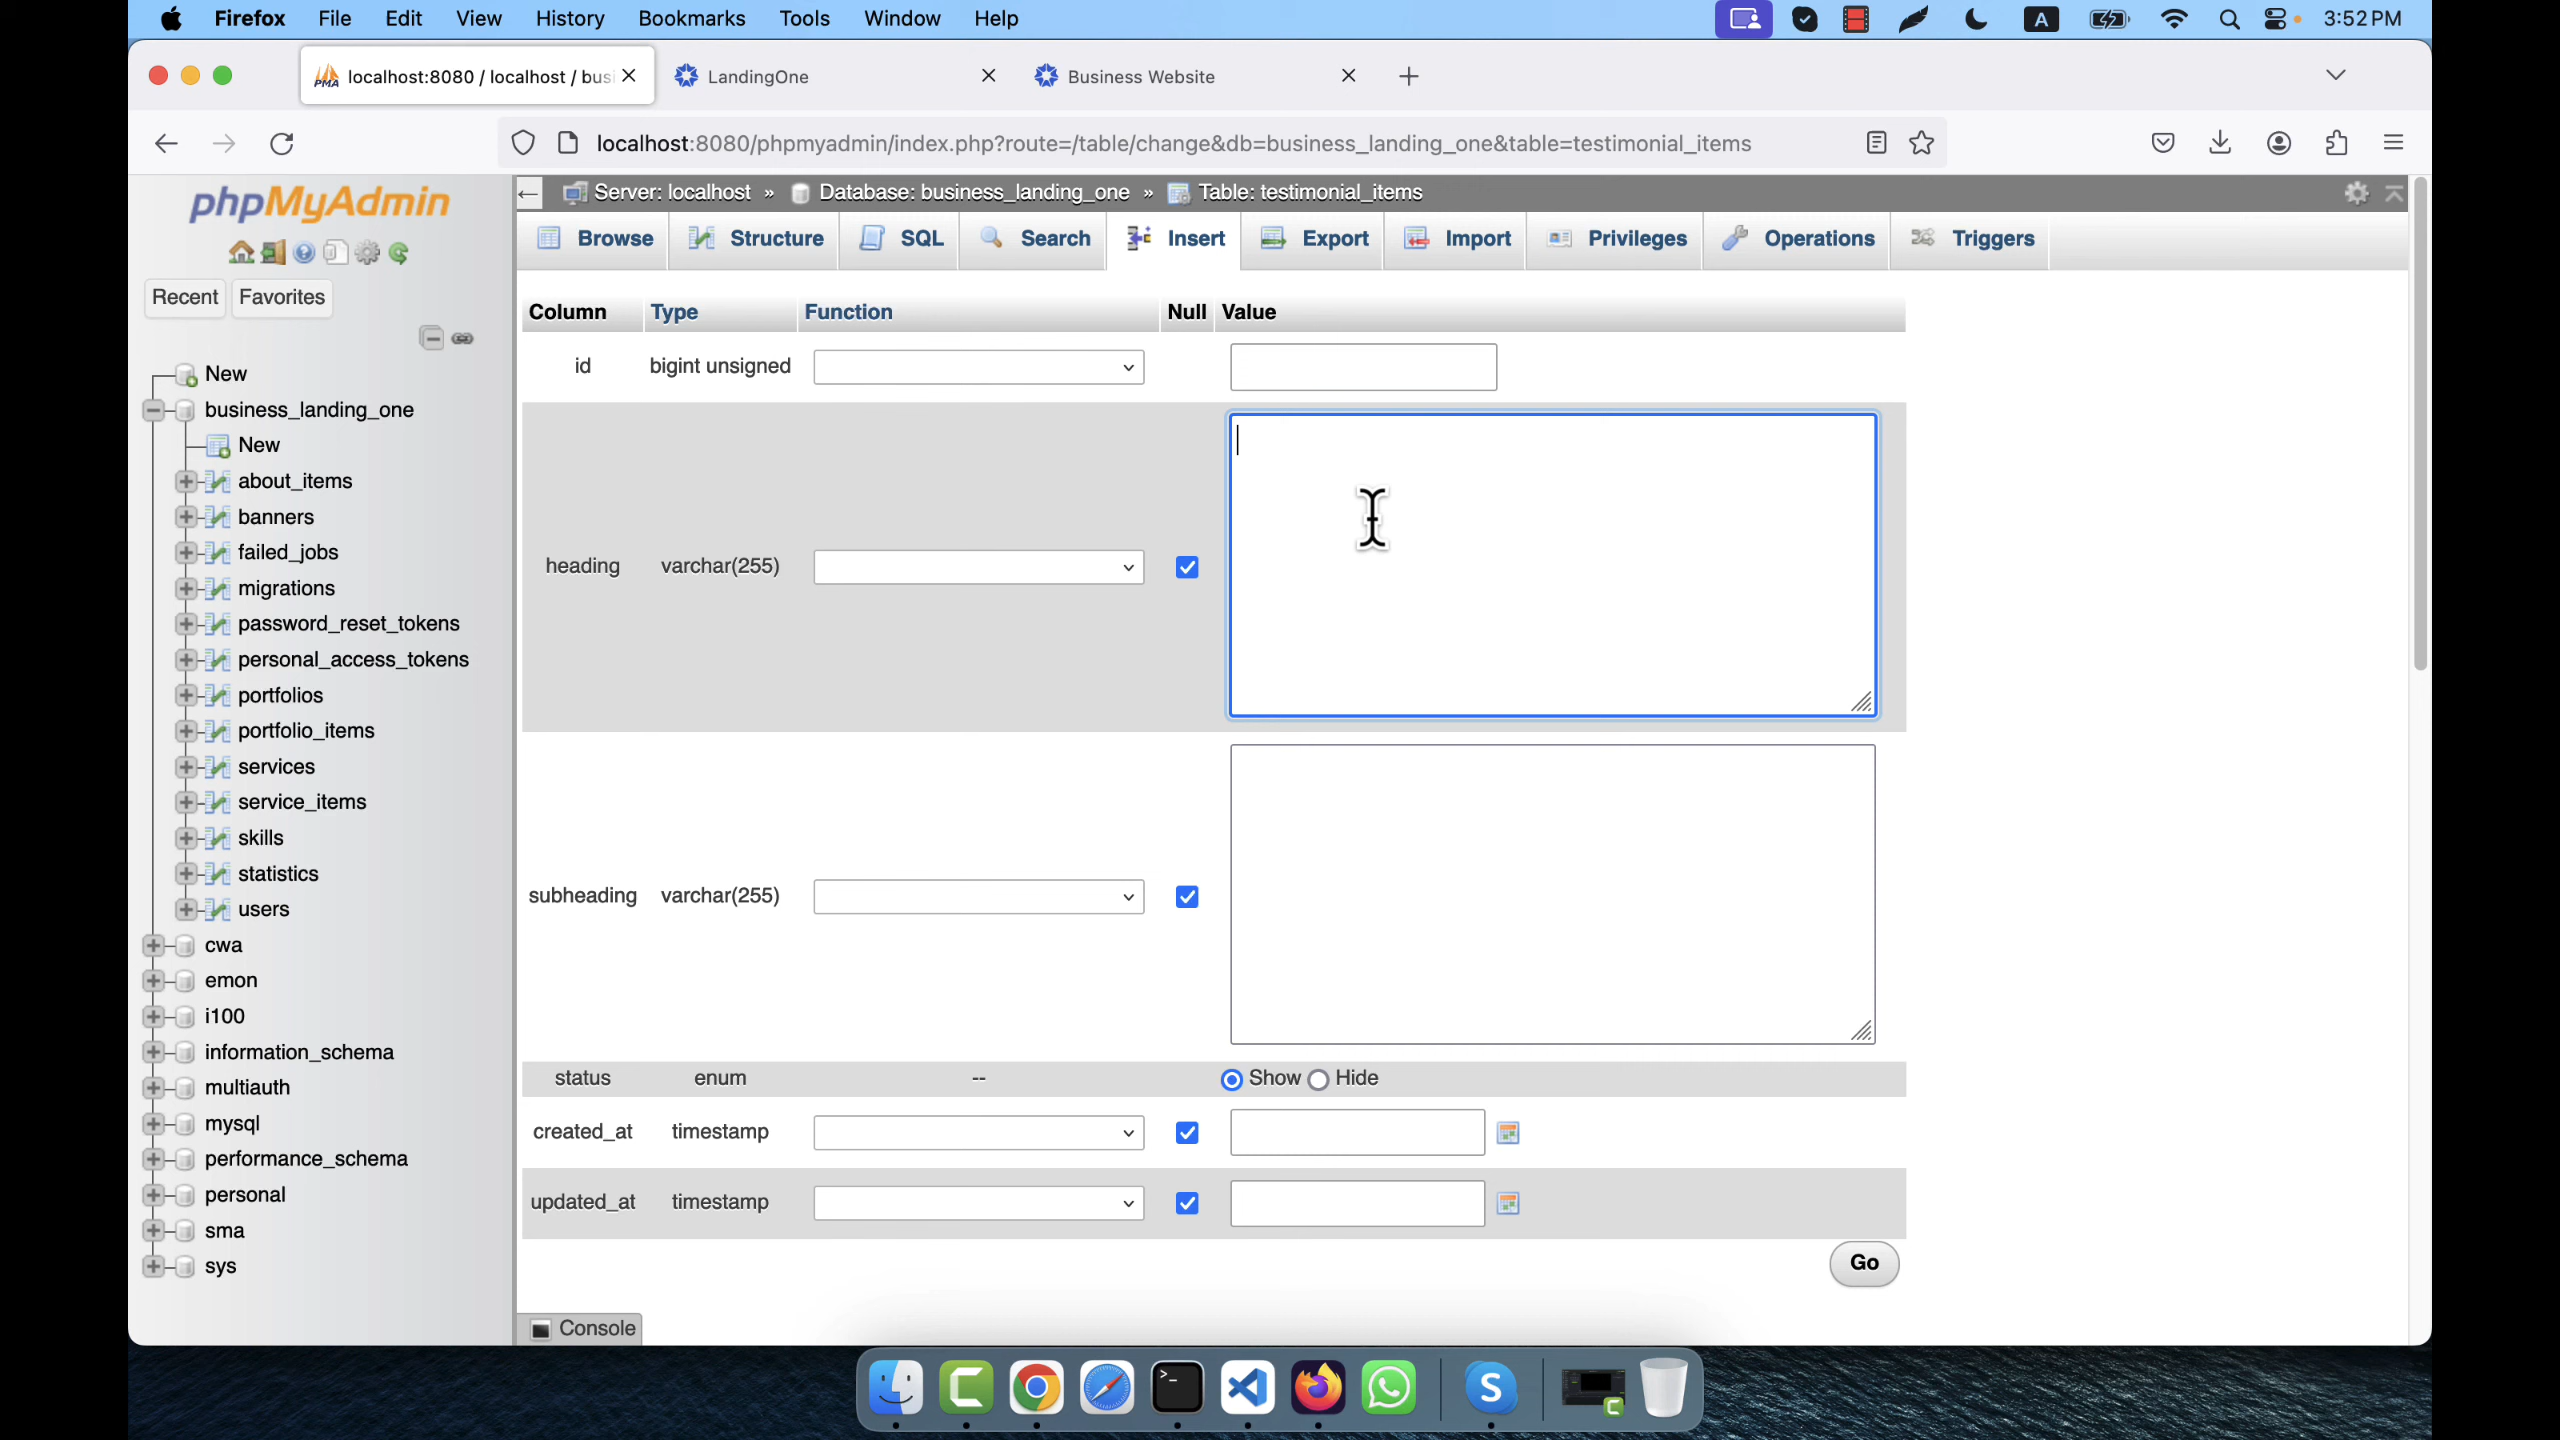 Firefox File Edit View History Bookmarks Tools Window Help A 3:52 PM
PMA localhost:8080 / localhost / busi LandingOne Business Website
localhost:8080/phpmyadmin/index.php?route=/table/change&db=business_landing_one&table=testimonial_items
phpMyAdmin
Server: localhost » Database: business_landing_one » Table: testimonial_items
Browse Structure SQL Search Insert Export Import Privileges Operations Triggers
Recent Favorites
New
business_landing_one
New
about_items
banners
failed_jobs
migrations
password_reset_tokens
personal_access_tokens
portfolios
portfolio_items
services
service_items
skills
statistics
users
cwa
emon
i100
information_schema
multiauth
mysql
performance_schema
personal
sma
sys
Column Type Function Null Value
id bigint unsigned
heading varchar(255)
subheading varchar(255)
status enum -- Show Hide
created_at timestamp
updated_at timestamp
Go
Console